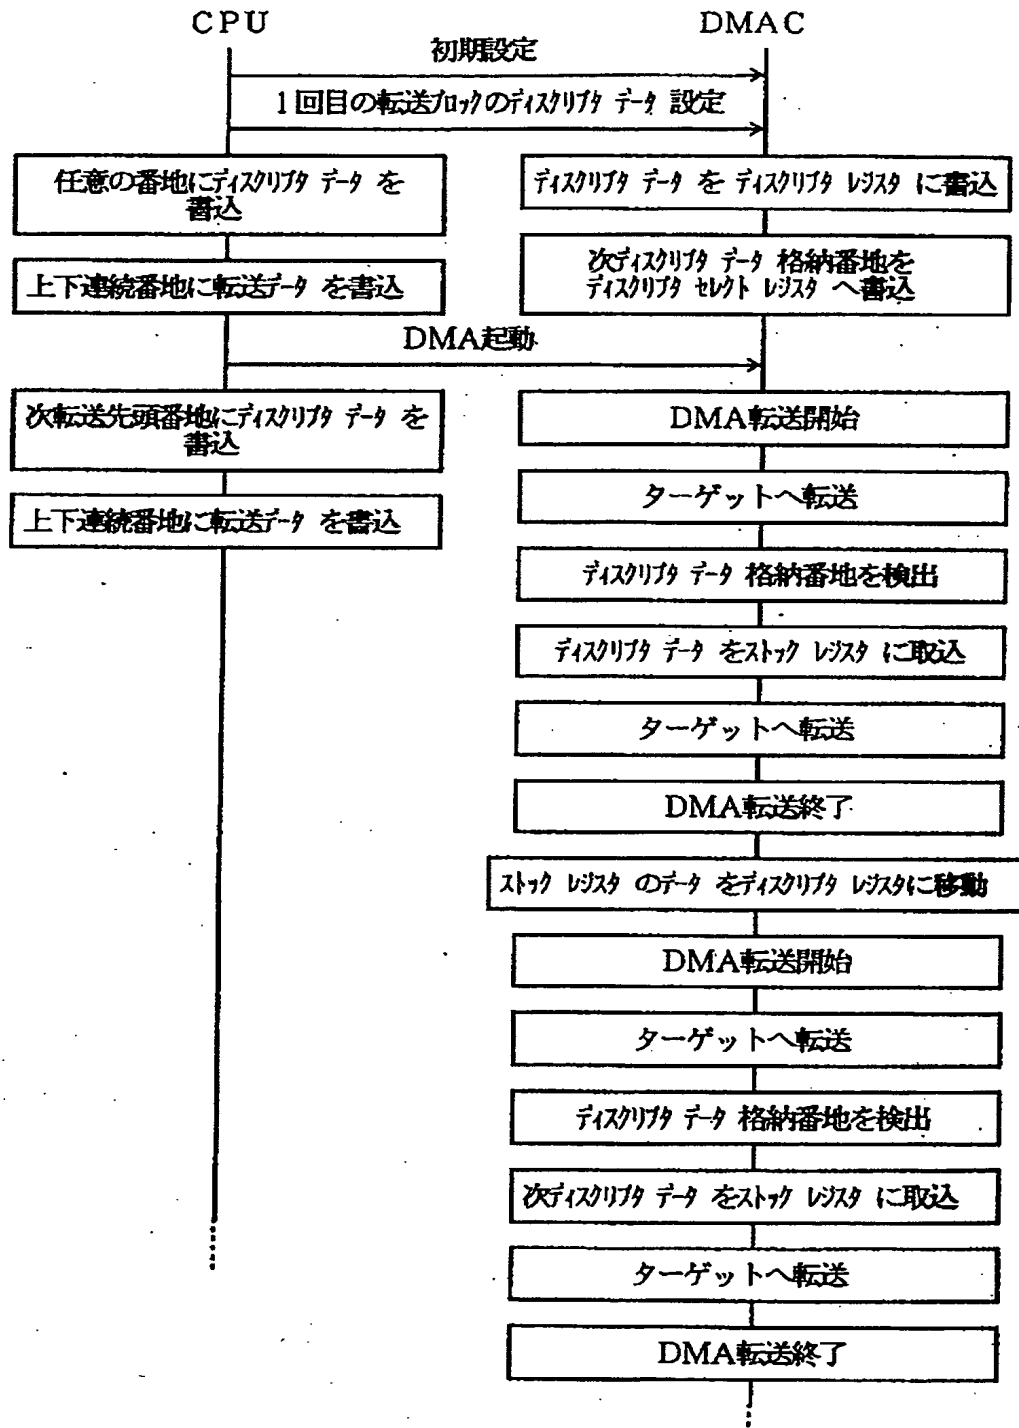 CPU
DMAC
初期設定
1回目の転送ﾌﾞﾛｯｸのﾃﾞｨｽｸﾘﾌﾟﾀ ﾃﾞｰﾀ 設定
任意の番地にﾃﾞｨｽｸﾘﾌﾟﾀ ﾃﾞｰﾀ を
書込
ﾃﾞｨｽｸﾘﾌﾟﾀ ﾃﾞｰﾀ を ﾃﾞｨｽｸﾘﾌﾟﾀ ﾚｼﾞｽﾀ に書込
上下連続番地に転送ﾃﾞｰﾀ を書込
次ﾃﾞｨｽｸﾘﾌﾟﾀ ﾃﾞｰﾀ 格納番地を
ﾃﾞｨｽｸﾘﾌﾟﾀ ｾﾚｸﾄ ﾚｼﾞｽﾀ へ書込
DMA起動
次転送先頭番地にﾃﾞｨｽｸﾘﾌﾟﾀ ﾃﾞｰﾀ を
書込
DMA転送開始
上下連続番地に転送ﾃﾞｰﾀ を書込
ターゲットへ転送
ﾃﾞｨｽｸﾘﾌﾟﾀ ﾃﾞｰﾀ 格納番地を検出
ﾃﾞｨｽｸﾘﾌﾟﾀ ﾃﾞｰﾀ をｽﾄｯｸ ﾚｼﾞｽﾀ に取込
ターゲットへ転送
DMA転送終了
ｽﾄｯｸ ﾚｼﾞｽﾀ のﾃﾞｰﾀ をﾃﾞｨｽｸﾘﾌﾟﾀ ﾚｼﾞｽﾀに移動
DMA転送開始
ターゲットへ転送
ﾃﾞｨｽｸﾘﾌﾟﾀ ﾃﾞｰﾀ 格納番地を検出
次ﾃﾞｨｽｸﾘﾌﾟﾀ ﾃﾞｰﾀ をｽﾄｯｸ ﾚｼﾞｽﾀ に取込
ターゲットへ転送
DMA転送終了